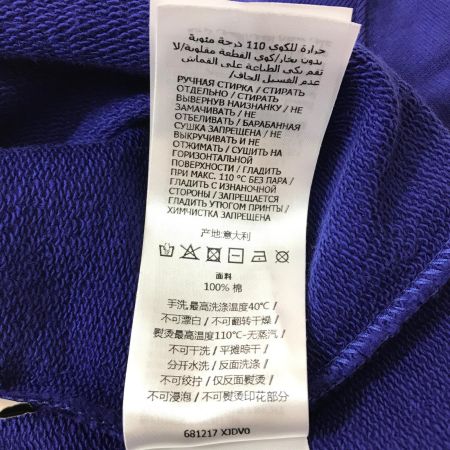 حرارة للكوي 110 درجة مئوية
بدون بخار/كوي القطعة مقلوبة/لا
تقم بكي الطباعة على القماش/
عدم الغسيل الجاف/
РУЧНАЯ СТИРКА / СТИРАТЬ
ОТДЕЛЬНО / СТИРАТЬ
ВЫВЕРНУВ НАИЗНАНКУ / НЕ
ЗАМАЧИВАТЬ / НЕ
ОТБЕЛИВАТЬ / БАРАБАННАЯ
СУШКА ЗАПРЕЩЕНА / НЕ
ВЫКРУЧИВАТЬ И НЕ
ОТЖИМАТЬ / СУШИТЬ НА
ГОРИЗОНТАЛЬНОЙ
ПОВЕРХНОСТИ / ГЛАДИТЬ
ПРИ МАКС. 110 °C БЕЗ ПАРА /
ГЛАДИТЬ С ИЗНАНОЧНОЙ
СТОРОНЫ / ЗАПРЕЩАЕТСЯ
ГЛАДИТЬ УТЮГОМ ПРИНТЫ /
ХИМЧИСТКА ЗАПРЕЩЕНА
产地:意大利
面料
100% 棉
手洗,最高洗涤温度40℃ /
不可漂白 / 不可翻转干燥 /
熨烫最高温度110℃-无蒸汽 /
不可干洗 / 平摊晾干 /
分开水洗 / 反面洗涤 /
不可绞拧 / 仅反面熨烫 /
不可浸泡 / 不可熨烫印花部分
681217 XJDV0